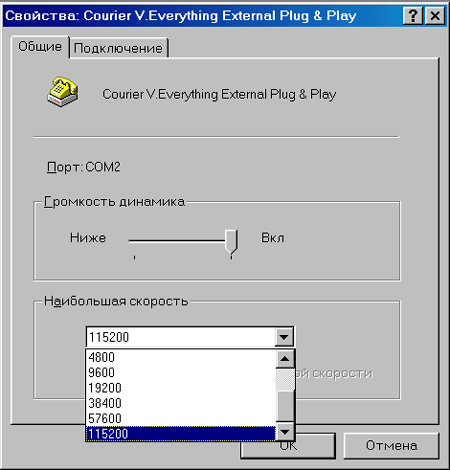 Свойства: Courier V.Everything External Plug & Play
Общие Подключение
Courier V.Everything External Plug & Play
Порт: COM2
Громкость динамика
Ниже Вкл
Наибольшая скорость
115200
4800
9600
19200
скорости
38400
57600
115200
OK Отмена